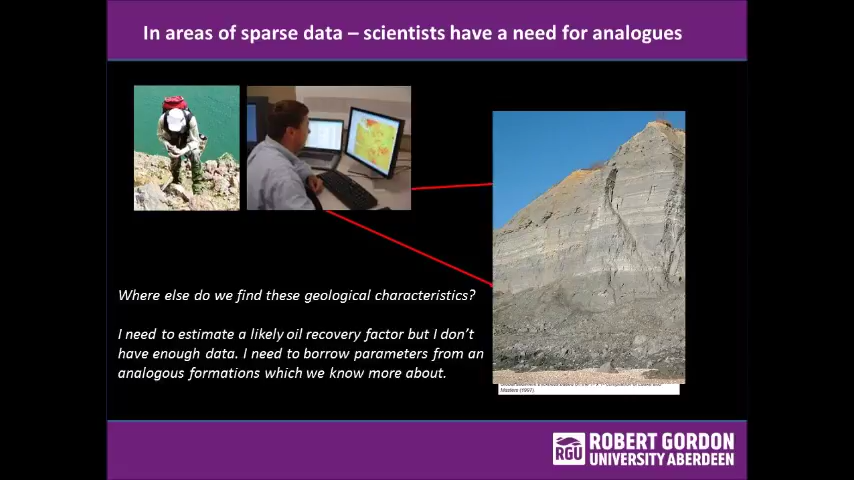 In areas of sparse data – scientists have a need for analogues
Where else do we find these geological characteristics?
I need to estimate a likely oil recovery factor but I don't
have enough data. I need to borrow parameters from an
analogous formations which we know more about.
Masters (1997).
RGU
ROBERT GORDON
UNIVERSITY ABERDEEN